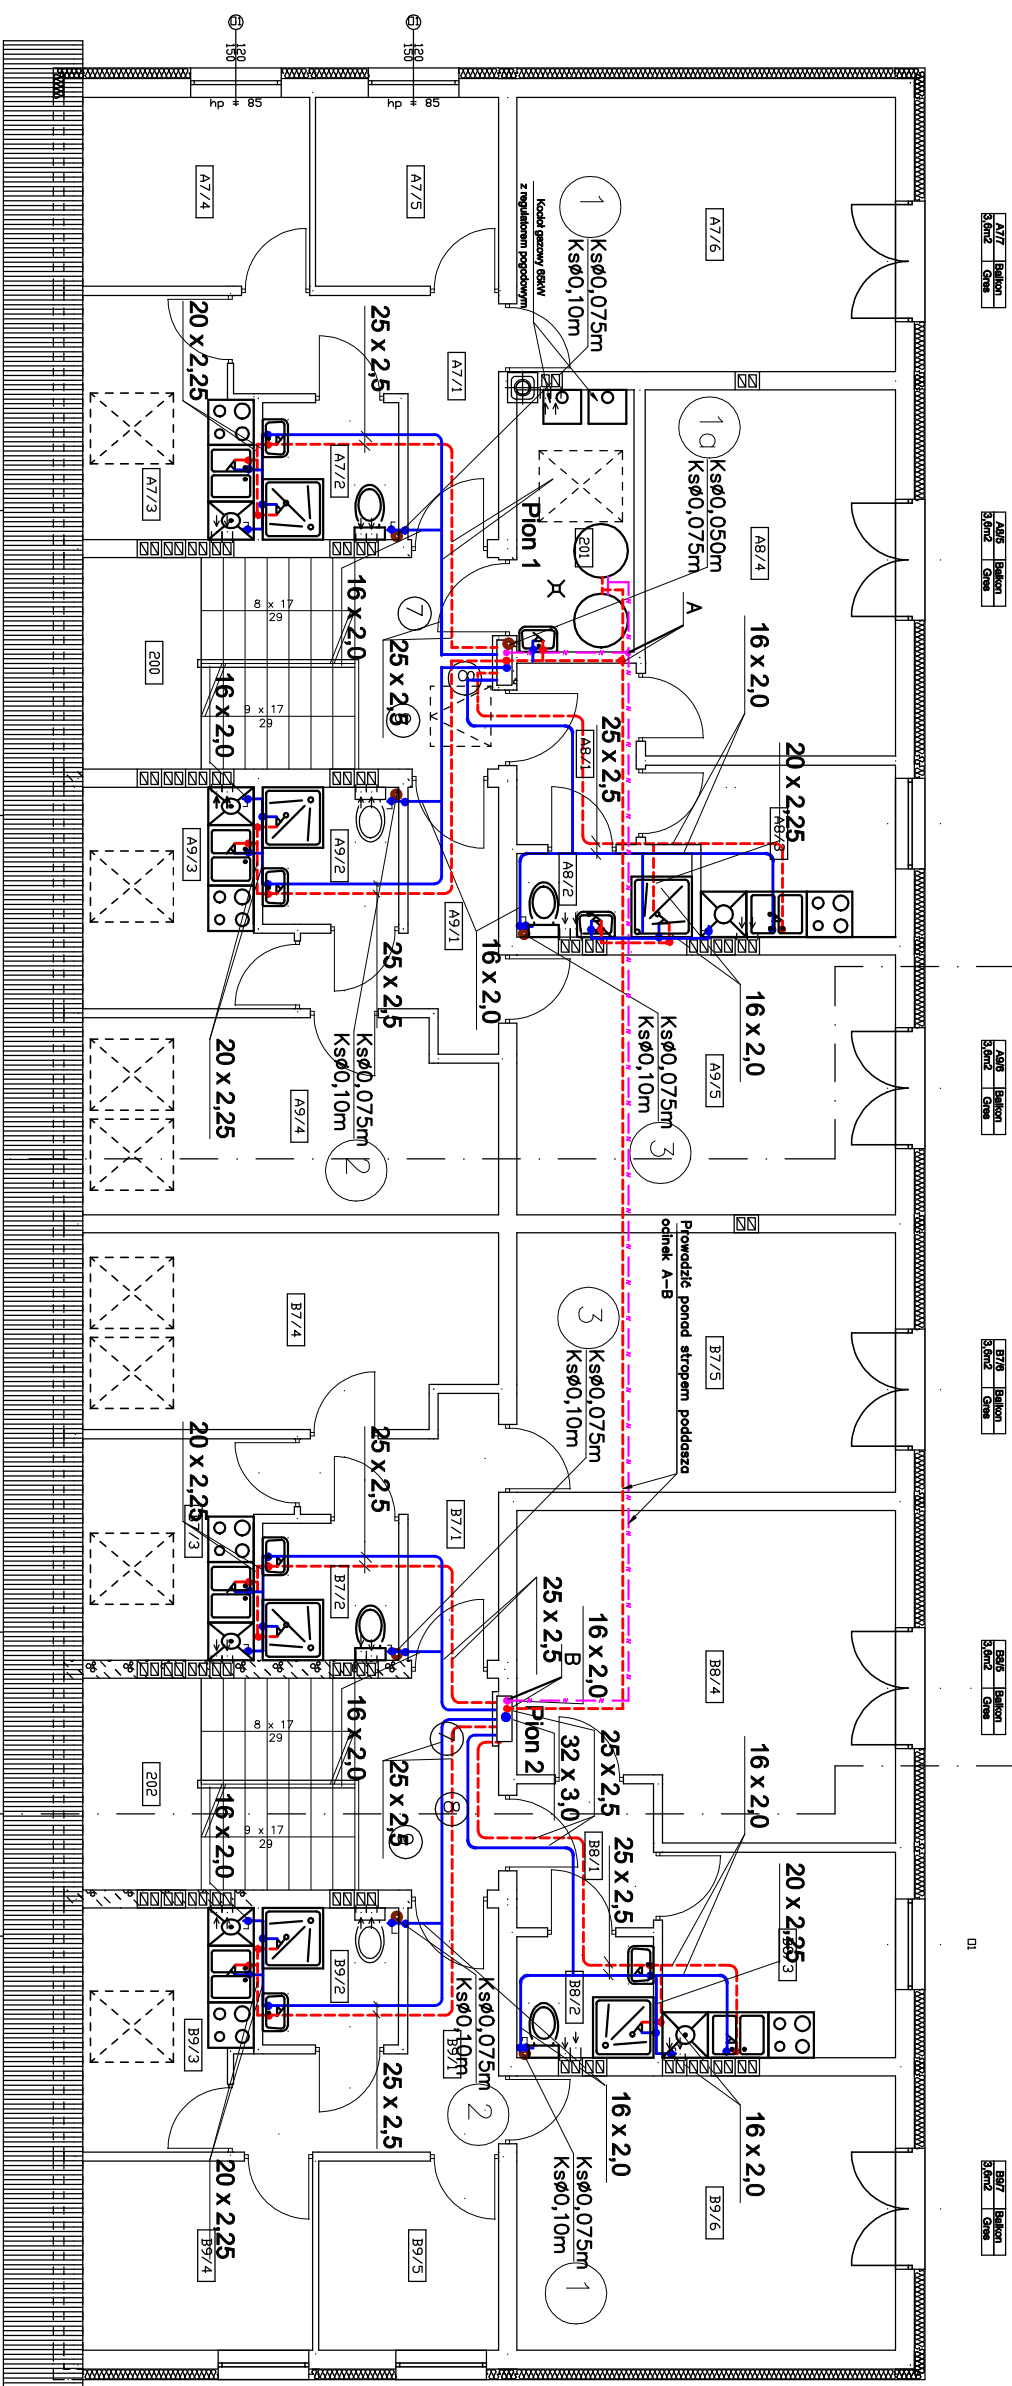 A7/7 Balkon
3,6m2 Gres
A8/5 Balkon
3,6m2 Gres
A9/6 Balkon
3,6m2 Gres
B7/6 Balkon
3,6m2 Gres
B8/5 Balkon
3,6m2 Gres
B9/7 Balkon
3,6m2 Gres
O1
O1
120
150
hp = 85
O1
120
150
hp = 85
A7/4
A7/5
A7/6
1
Ksø0,075m
Ksø0,10m
Kocioł gazowy 65kW
z regulatorem pogodowym
20 x 2,25
25 x 2,5
A7/1
A7/2
A7/3
1a
Ksø0,050m
Ksø0,075m
A8/4
Pion 1
201
A
16 x 2,0
8 x 17
29
7
200
16 x 2,0
9 x 17
29
25 x 2,5
8
16 x 2,0
20 x 2,25
25 x 2,5
A8/1
A8/3
A8/2
A9/3
A9/2
A9/1
16 x 2,0
25 x 2,5
16 x 2,0
20 x 2,25
Ksø0,075m
Ksø0,10m
2
Ksø0,075m
Ksø0,10m
3
A9/5
A9/4
Prowadzić ponad stropem poddasza
ocinek A-B
B7/4
B7/5
3
Ksø0,075m
Ksø0,10m
20 x 2,25
25 x 2,5
B7/1
B7/2
B7/3
25 x 2,5
16 x 2,0
B
B8/4
Pion 2
32 x 3,0
25 x 2,5
16 x 2,0
16 x 2,0
8 x 17
29
7
202
16 x 2,0
9 x 17
29
25 x 2,5
8
B8/1
25 x 2,5
20 x 2,25
B8/3
B8/2
B9/3
B9/2
B9/1
Ksø0,075m
Ksø0,10m
2
25 x 2,5
16 x 2,0
16 x 2,0
20 x 2,25
Ksø0,075m
Ksø0,10m
1
B9/4
B9/5
B9/6